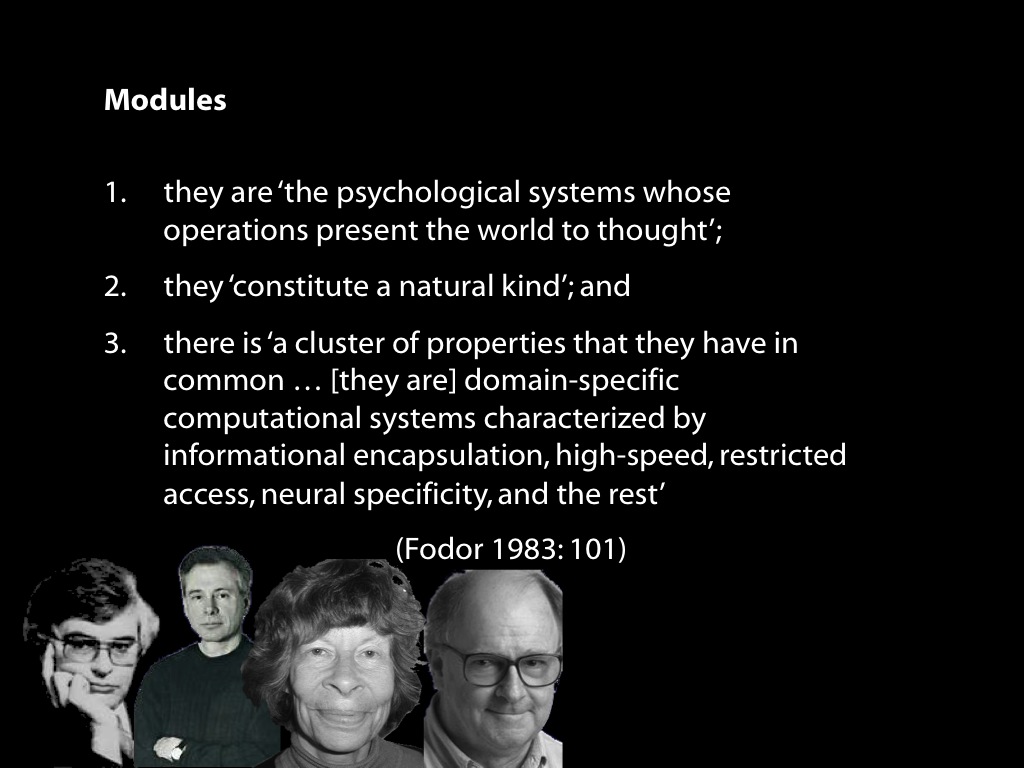 Modules
1. they are ‘the psychological systems whose
operations present the world to thought’;
2. they ‘constitute a natural kind’; and
3. there is ‘a cluster of properties that they have in
common … [they are] domain-specific
computational systems characterized by
informational encapsulation, high-speed, restricted
access, neural specificity, and the rest’
(Fodor 1983: 101)